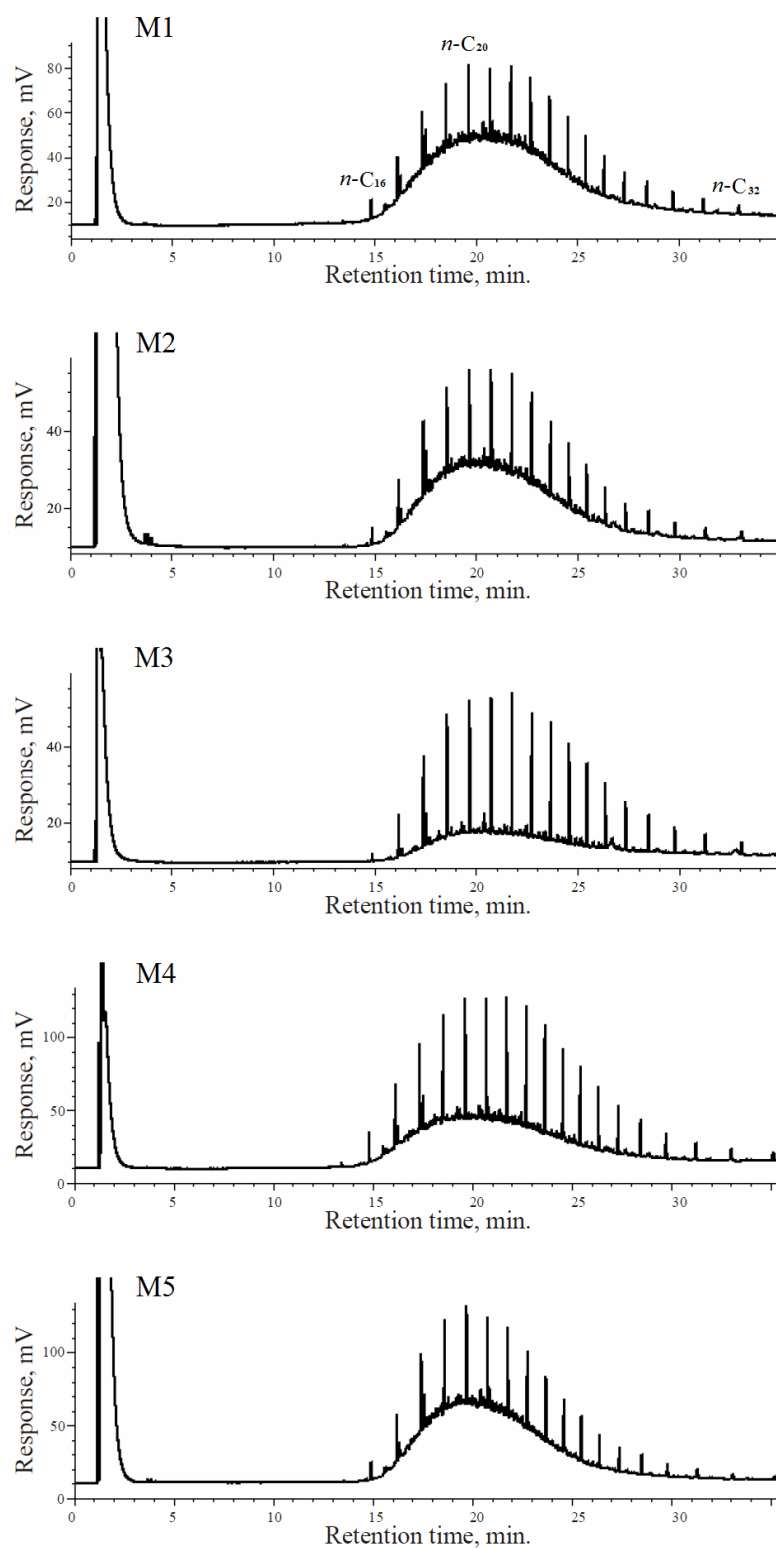 M1
n-C20
n-C16
n-C32
Response, mV
80
60
40
20
0 5 10 15 20 25 30
Retention time, min.
M2
Response, mV
40
20
0 5 10 15 20 25 30
Retention time, min.
M3
Response, mV
40
20
0 5 10 15 20 25 30
Retention time, min.
M4
Response, mV
100
50
0
0 5 10 15 20 25 30
Retention time, min.
M5
Response, mV
100
50
0
0 5 10 15 20 25 30
Retention time, min.